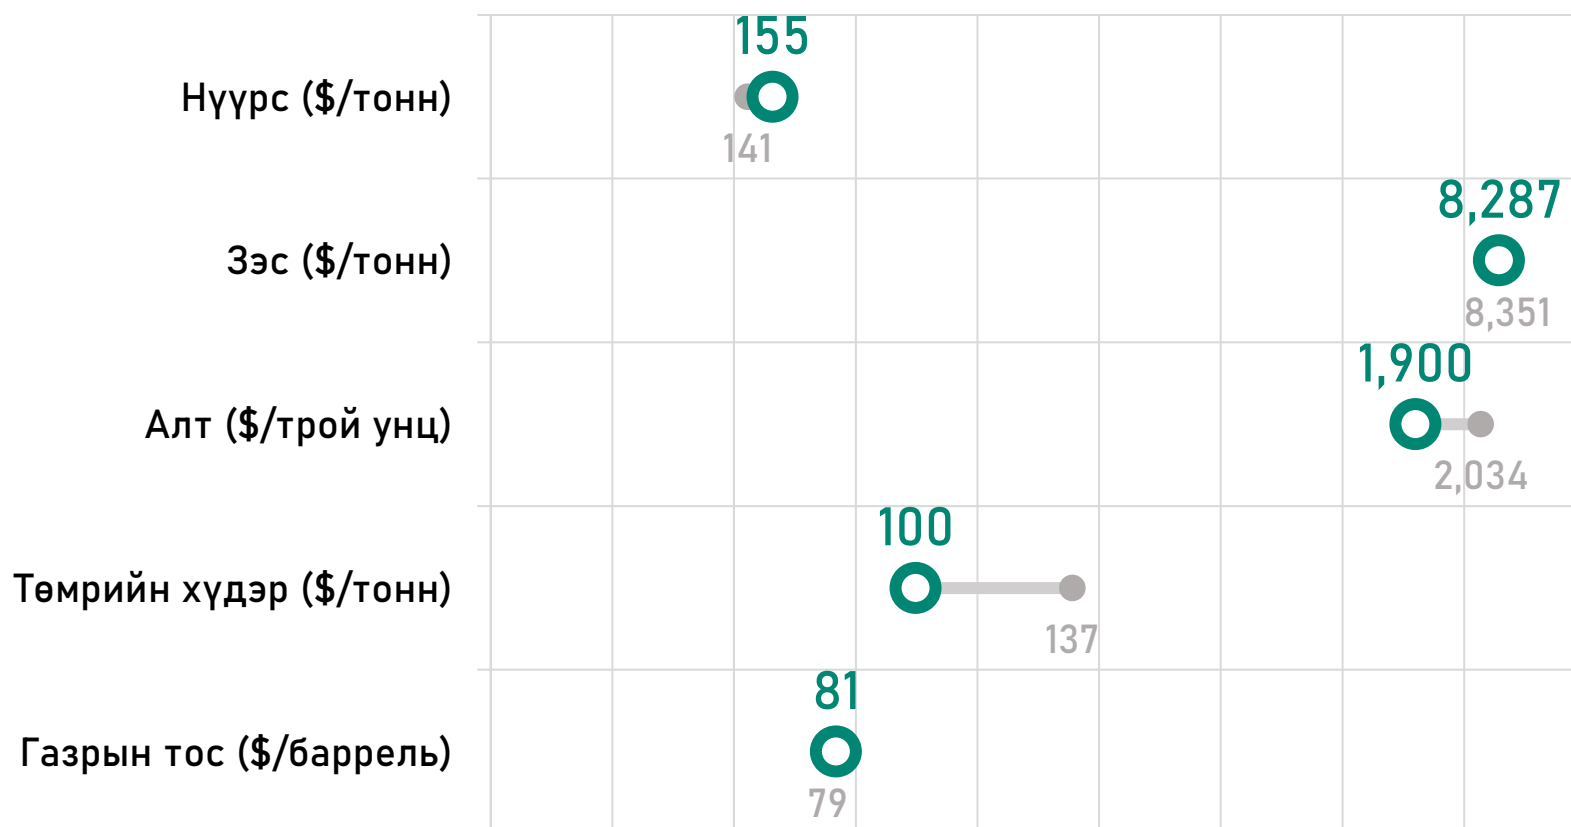 155
Нүүрс ($/тонн)
141
8,287
Зэс ($/тонн)
8,351
1,900
Алт ($/трой унц)
2,034
100
Төмрийн хүдэр ($/тонн)
137
81
Газрын тос ($/баррель)
79